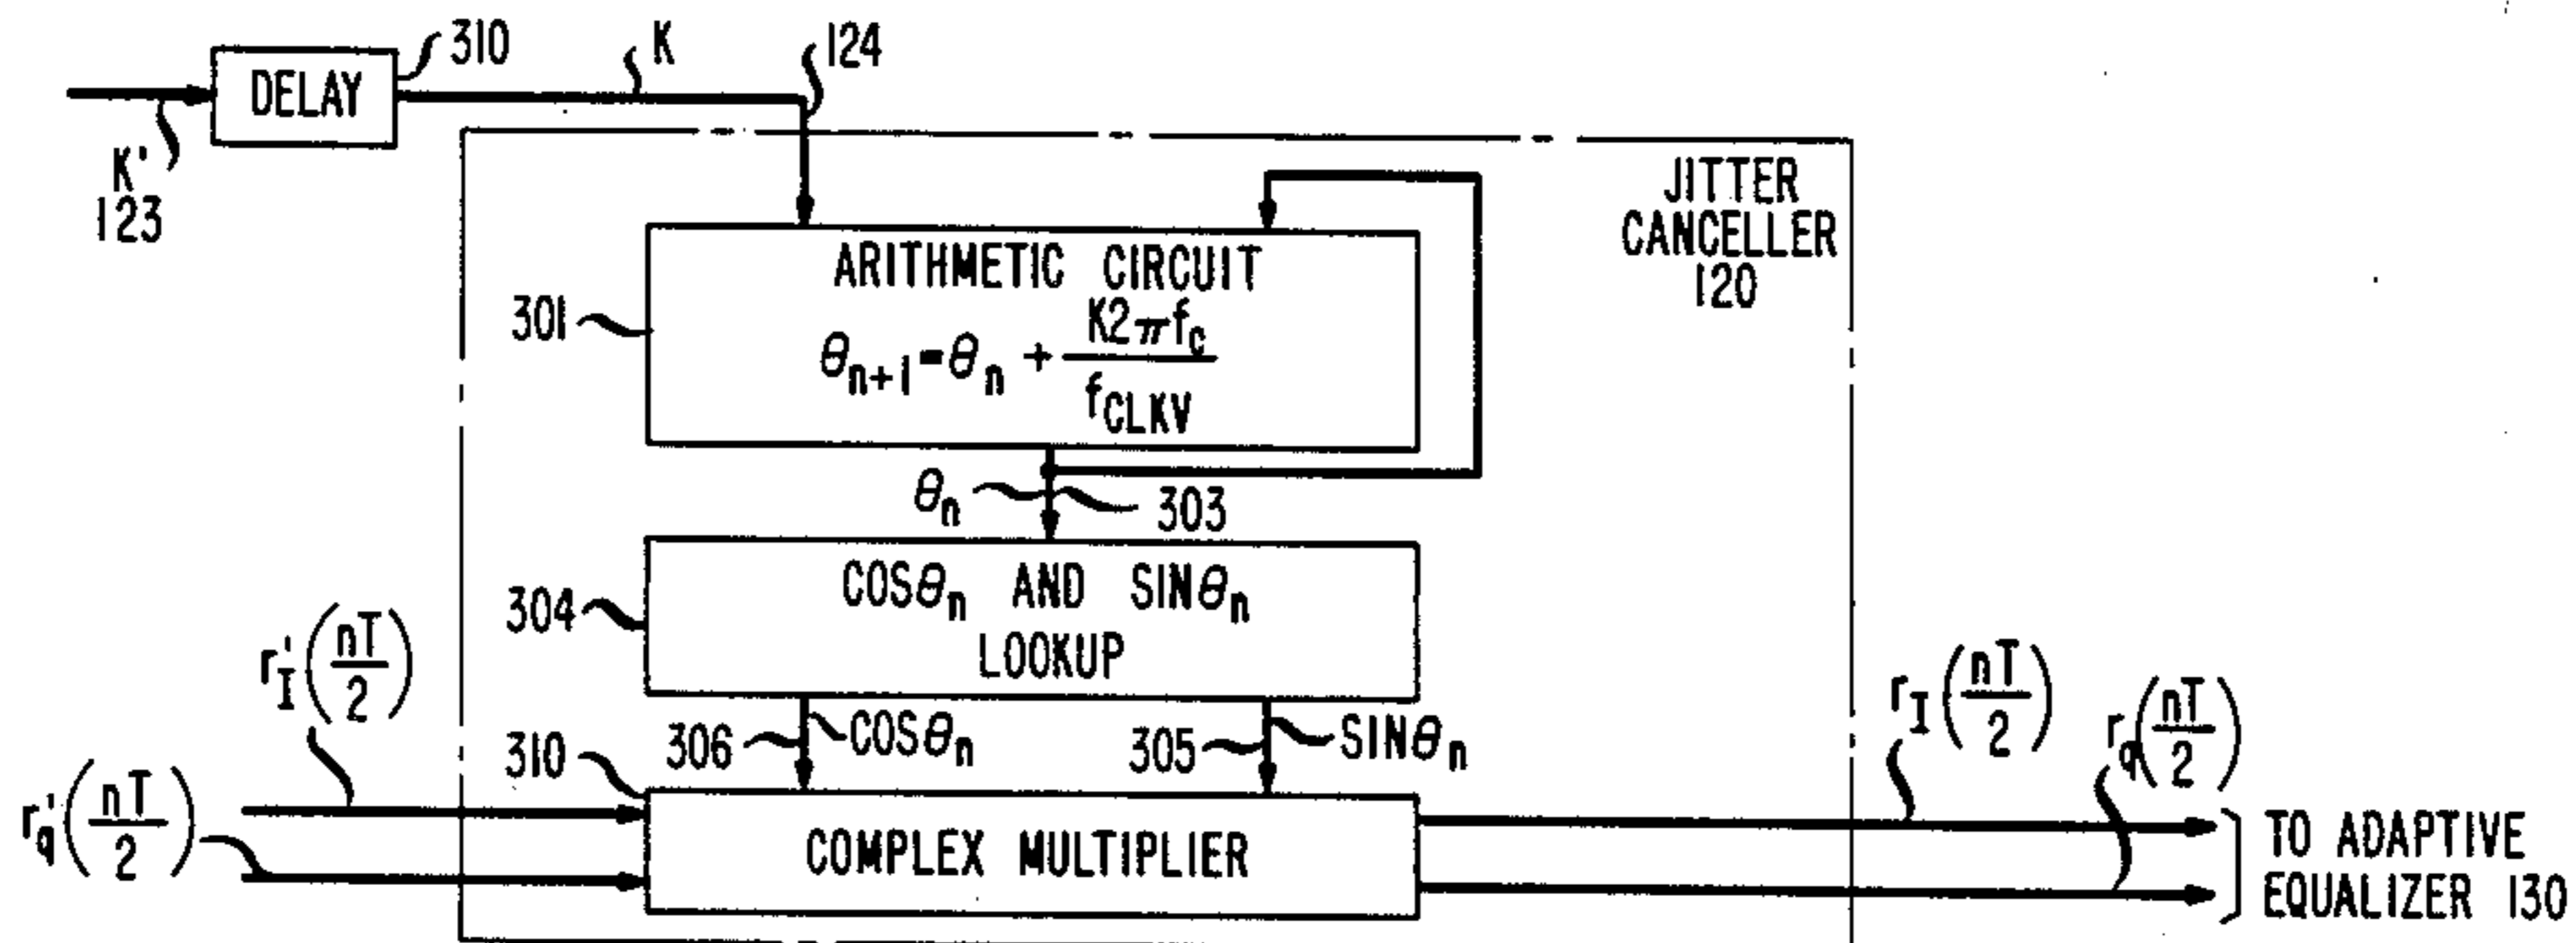 310
K
124
DELAY
K'
123
JITTER
CANCELLER
120
ARITHMETIC CIRCUIT
301
θn+1 = θn + K2πfc / fCLKV
θn
303
COSθn AND SINθn
LOOKUP
304
r'I(nT/2)
306
COSθn
305
SINθn
rI(nT/2)
rq(nT/2)
310
r'q(nT/2)
COMPLEX MULTIPLIER
TO ADAPTIVE
EQUALIZER 130